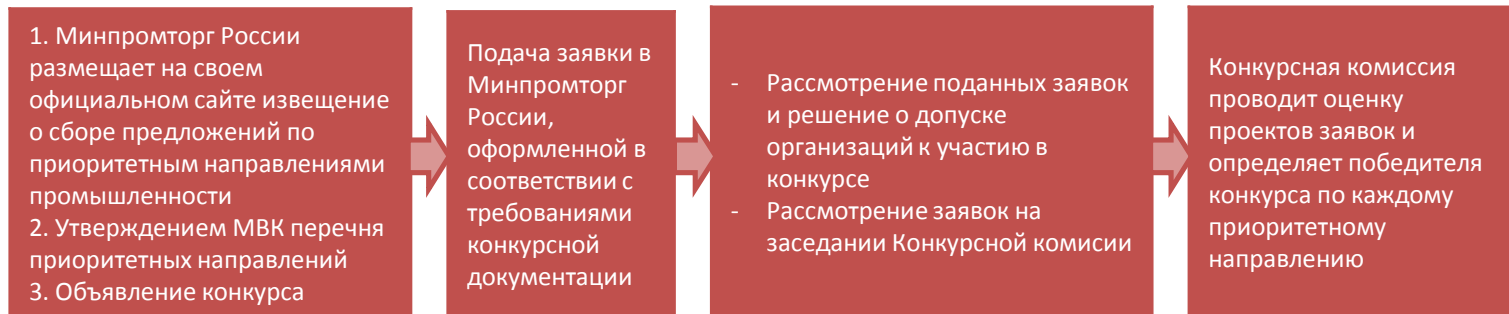 1. Минпромторг России
размещает на своем
официальном сайте извещение
о сборе предложений по
приоритетным направлениями
промышленности
2. Утверждением МВК перечня
приоритетных направлений
3. Объявление конкурса
Подача заявки в
Минпромторг
России,
оформленной в
соответствии с
требованиями
конкурсной
документации
- Рассмотрение поданных заявок
и решение о допуске
организаций к участию в
конкурсе
- Рассмотрение заявок на
заседании Конкурсной комисии
Конкурсная комиссия
проводит оценку
проектов заявок и
определяет победителя
конкурса по каждому
приоритетному
направлению